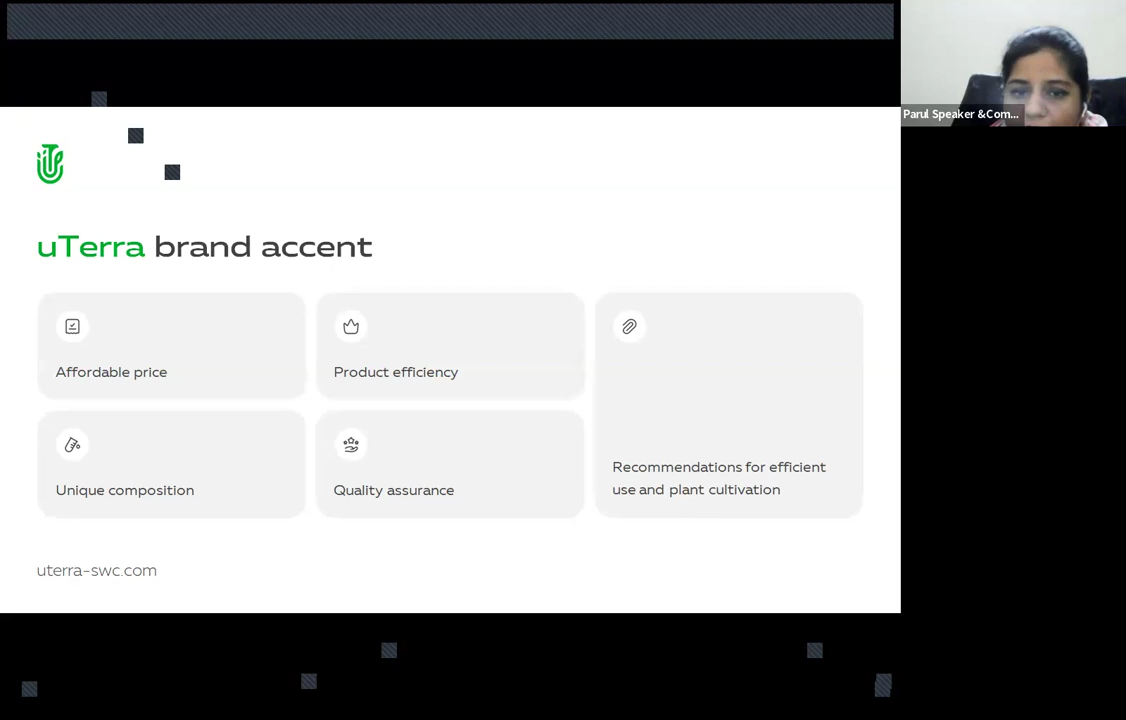 Parul Speaker &Com...
uTerra brand accent
Affordable price
Product efficiency
Unique composition
Quality assurance
Recommendations for efficient
use and plant cultivation
uterra-swc.com